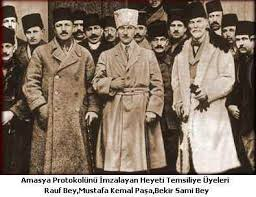 Amasya Protokolünü İmzalayan Heyeti Temsiliye Üyeleri
Rauf Bey,Mustafa Kemal Paşa,Bekir Sami Bey